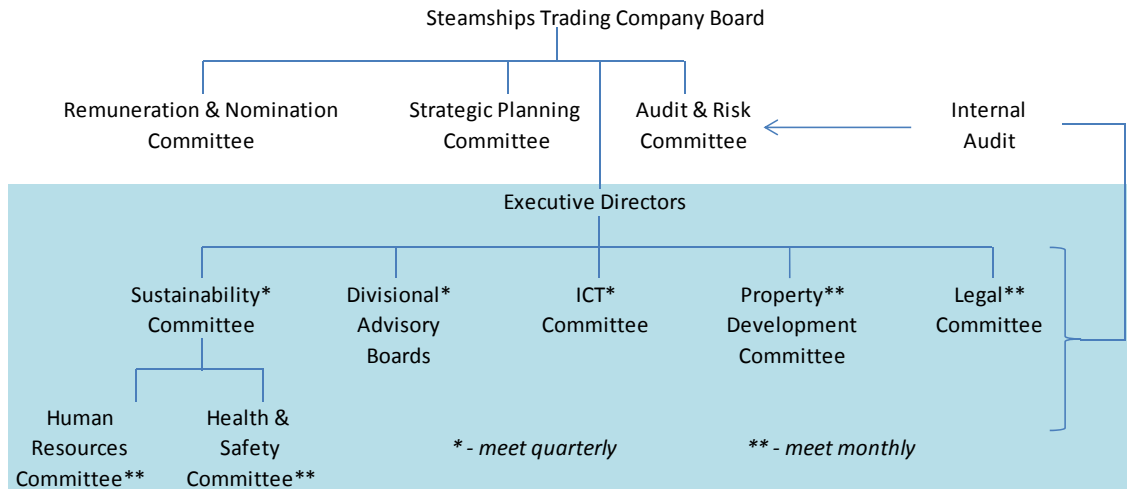 Steamships Trading Company Board
Remuneration & Nomination
Committee
Strategic Planning
Committee
Audit & Risk
Committee
Internal
Audit
Executive Directors
Sustainability*
Committee
Divisional*
Advisory
Boards
ICT*
Committee
Property**
Development
Committee
Legal**
Committee
Human
Resources
Committee**
Health &
Safety
Committee**
* - meet quarterly
** - meet monthly